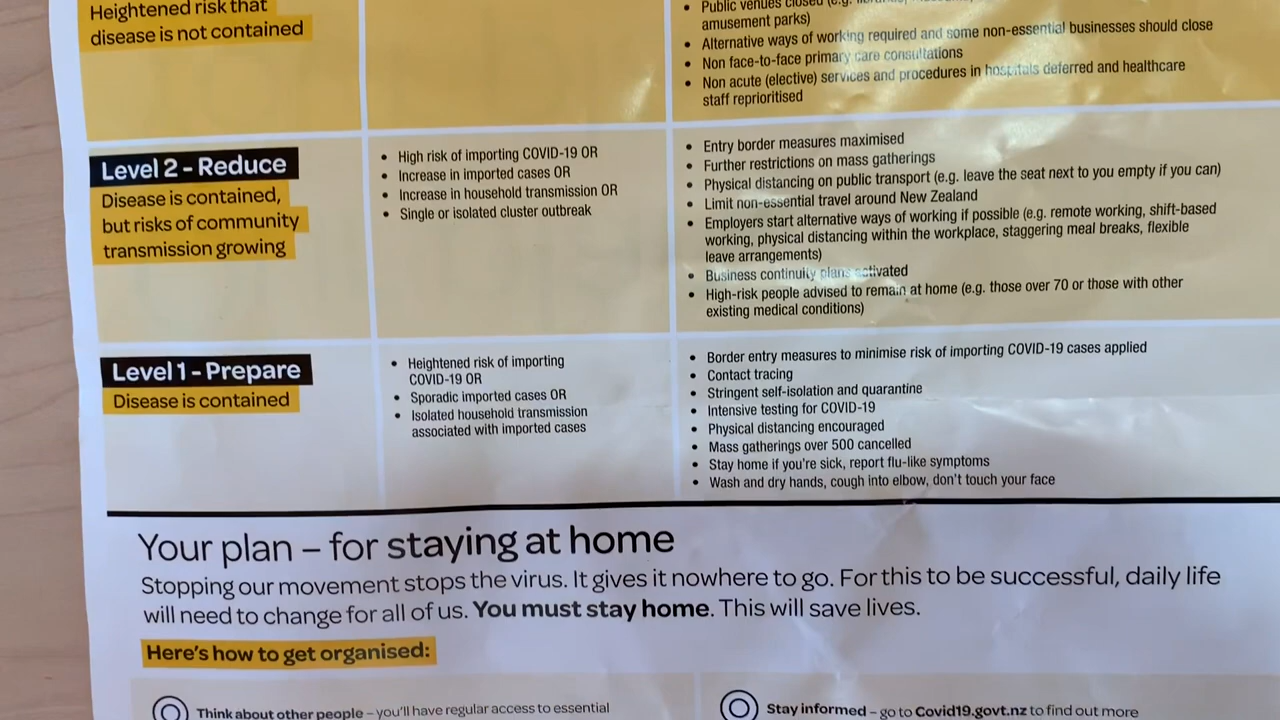 Heightened risk that
disease is not contained
• Public venues closed (e.g.
amusement parks)
• Alternative ways of working required and some non-essential businesses should close
• Non face-to-face primary care consultations
• Non acute (elective) services and procedures in hospitals deferred and healthcare
staff reprioritised
Level 2 - Reduce
Disease is contained,
but risks of community
transmission growing
• High risk of importing COVID-19 OR
• Increase in imported cases OR
• Increase in household transmission OR
• Single or isolated cluster outbreak
• Entry border measures maximised
• Further restrictions on mass gatherings
• Physical distancing on public transport (e.g. leave the seat next to you empty if you can)
• Limit non-essential travel around New Zealand
• Employers start alternative ways of working if possible (e.g. remote working, shift-based
working, physical distancing within the workplace, staggering meal breaks, flexible
leave arrangements)
• Business continuity plans activated
• High-risk people advised to remain at home (e.g. those over 70 or those with other
existing medical conditions)
Level 1 - Prepare
Disease is contained
• Heightened risk of importing
COVID-19 OR
• Sporadic imported cases OR
• Isolated household transmission
associated with imported cases
• Border entry measures to minimise risk of importing COVID-19 cases applied
• Contact tracing
• Stringent self-isolation and quarantine
• Intensive testing for COVID-19
• Physical distancing encouraged
• Mass gatherings over 500 cancelled
• Stay home if you're sick, report flu-like symptoms
• Wash and dry hands, cough into elbow, don't touch your face
Your plan – for staying at home
Stopping our movement stops the virus. It gives it nowhere to go. For this to be successful, daily life
will need to change for all of us. You must stay home. This will save lives.
Here's how to get organised:
Think about other people – you'll have regular access to essential
Stay informed – go to Covid19.govt.nz to find out more